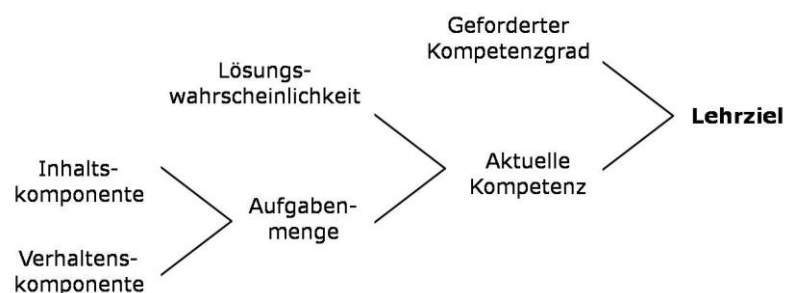 Geforderter
Kompetenzgrad
Lösungs-
wahrscheinlichkeit
Lehrziel
Inhalts-
komponente
Aktuelle
Kompetenz
Aufgaben-
menge
Verhaltens-
komponente